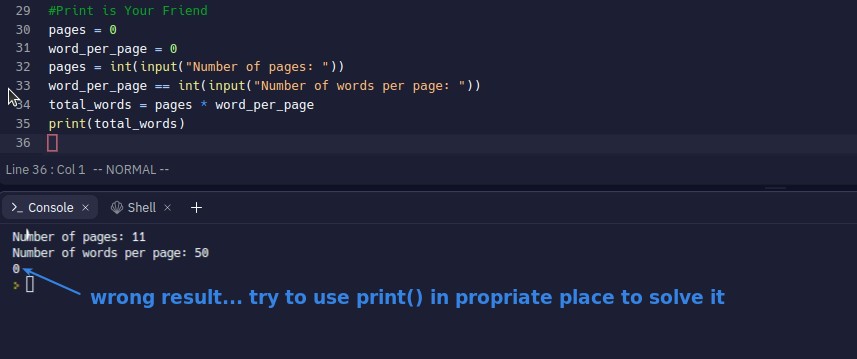 29 #Print is Your Friend
30 pages = 0
31 word_per_page = 0
32 pages = int(input("Number of pages: "))
33 word_per_page == int(input("Number of words per page: "))
34 total_words = pages * word_per_page
35 print(total_words)
36
Line 36 : Col 1 -- NORMAL --
>_ Console × Shell × +
Number of pages: 11
Number of words per page: 50
0
wrong result... try to use print() in propriate place to solve it